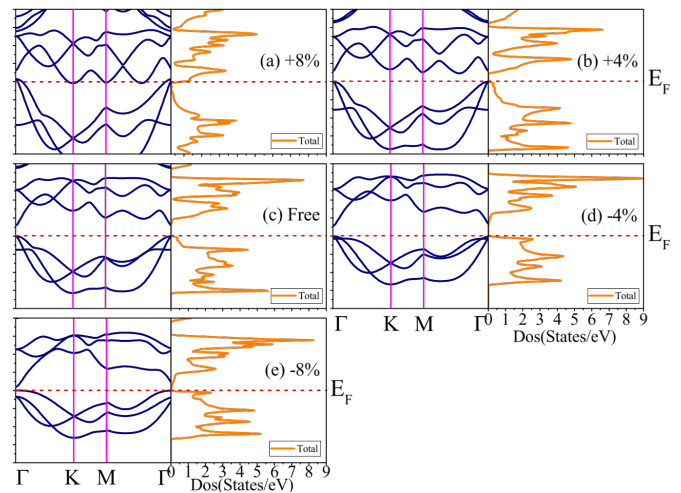 (a) +8%
Total
(b) +4%
Total
E_F
(c) Free
Total
(d) -4%
Total
E_F
Γ K M Γ
0 1 2 3 4 5 6 7 8 9
Dos(States/eV)
(e) -8%
Total
E_F
Γ K M Γ
0 1 2 3 4 5 6 7 8 9
Dos(States/eV)